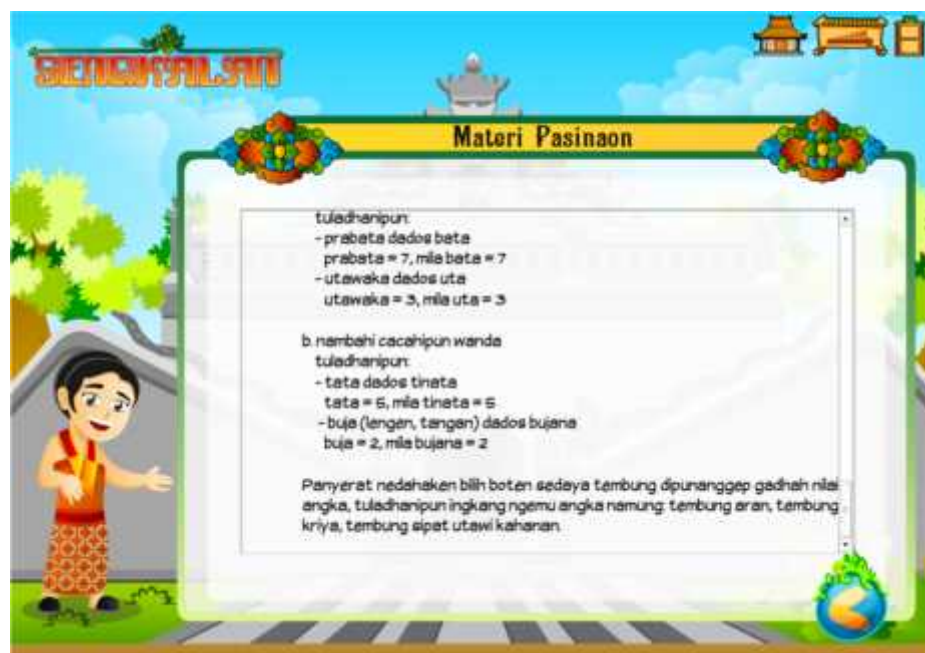 SENGKALAN
Materi Pasinaon
tuladhanipun:
- prabata dados bata
prabata = 7, mila bata = 7
- utawaka dados uta
utawaka = 3, mila uta = 3
b. nambahi cacahipun wanda
tuladhanipun:
- tata dados tinata
tata = 5, mila tinata = 5
- buja (lengen, tangan) dados bujana
buja = 2, mila bujana = 2
Panyerat nedahaken bilih boten sedaya tembung dipunanggep gadhah nilai
angka, tuladhanipun ingkang ngemu angka namung: tembung aran, tembung
kriya, tembung sipat utawi kahanan.